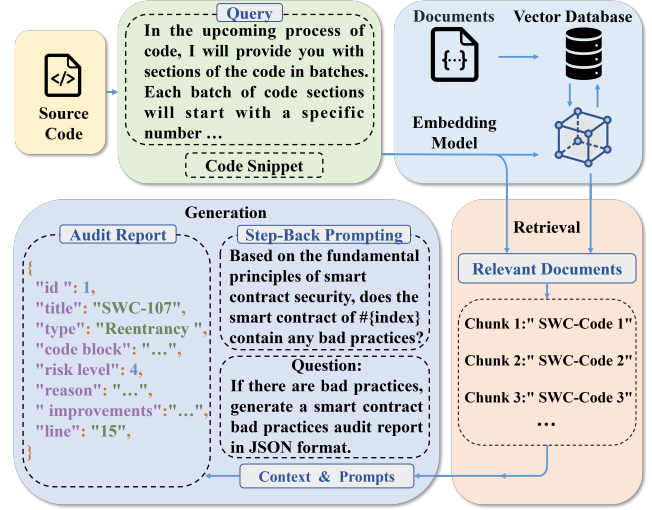 Query
In the upcoming process of
code, I will provide you with
sections of the code in batches.
Each batch of code sections
will start with a specific
number ...
Code Snippet
Source
Code
Documents
Vector Database
{··}
Embedding
Model
Generation
Audit Report
{
"id ": 1,
"title": "SWC-107",
"type": "Reentrancy ",
"code block": "…",
"risk level": 4,
"reason": "…",
" improvements":"…",
"line": "15",
}
Step-Back Prompting
Based on the fundamental
principles of smart
contract security, does the
smart contract of #{index}
contain any bad practices?
Question:
If there are bad practices,
generate a smart contract
bad practices audit report
in JSON format.
Context & Prompts
Retrieval
Relevant Documents
Chunk 1:" SWC-Code 1"
Chunk 2:" SWC-Code 2"
Chunk 3:" SWC-Code 3"
...